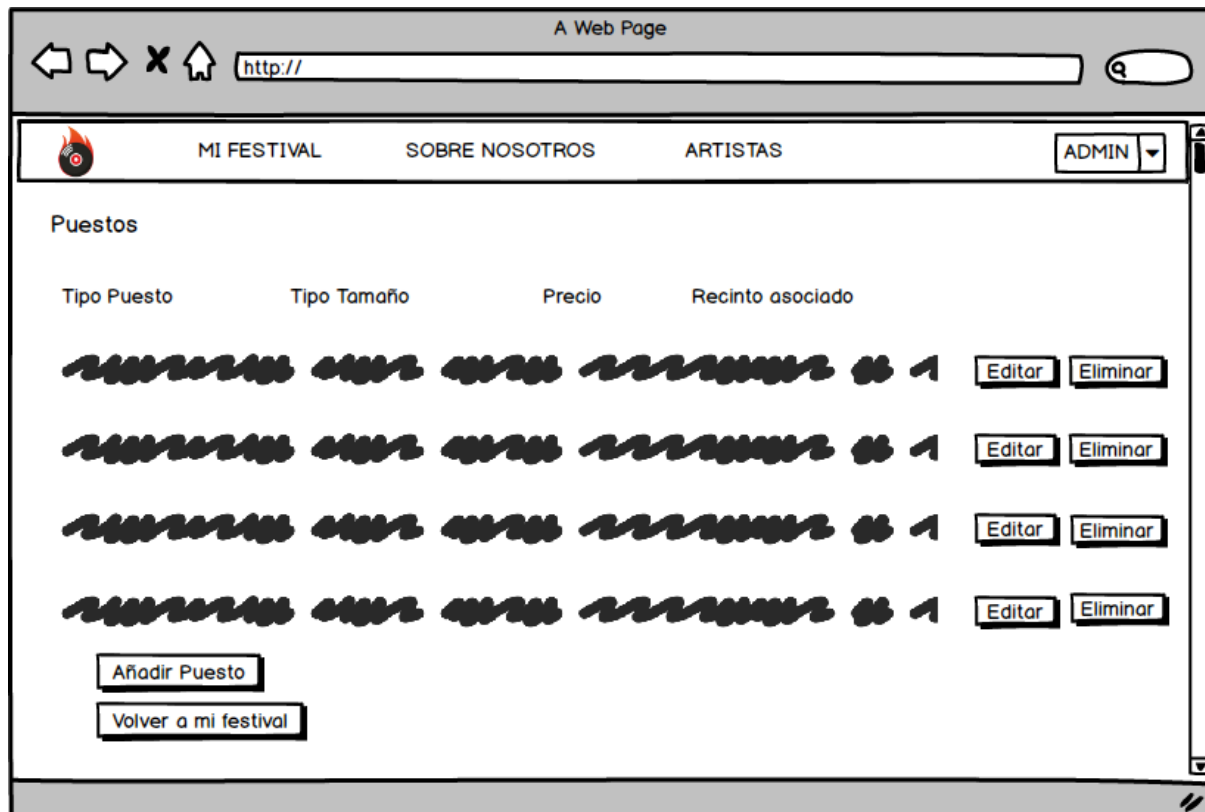 A Web Page
http://
MI FESTIVAL SOBRE NOSOTROS ARTISTAS ADMIN
Puestos
Tipo Puesto Tipo Tamaño Precio Recinto asociado
Editar Eliminar
Editar Eliminar
Editar Eliminar
Editar Eliminar
Añadir Puesto
Volver a mi festival